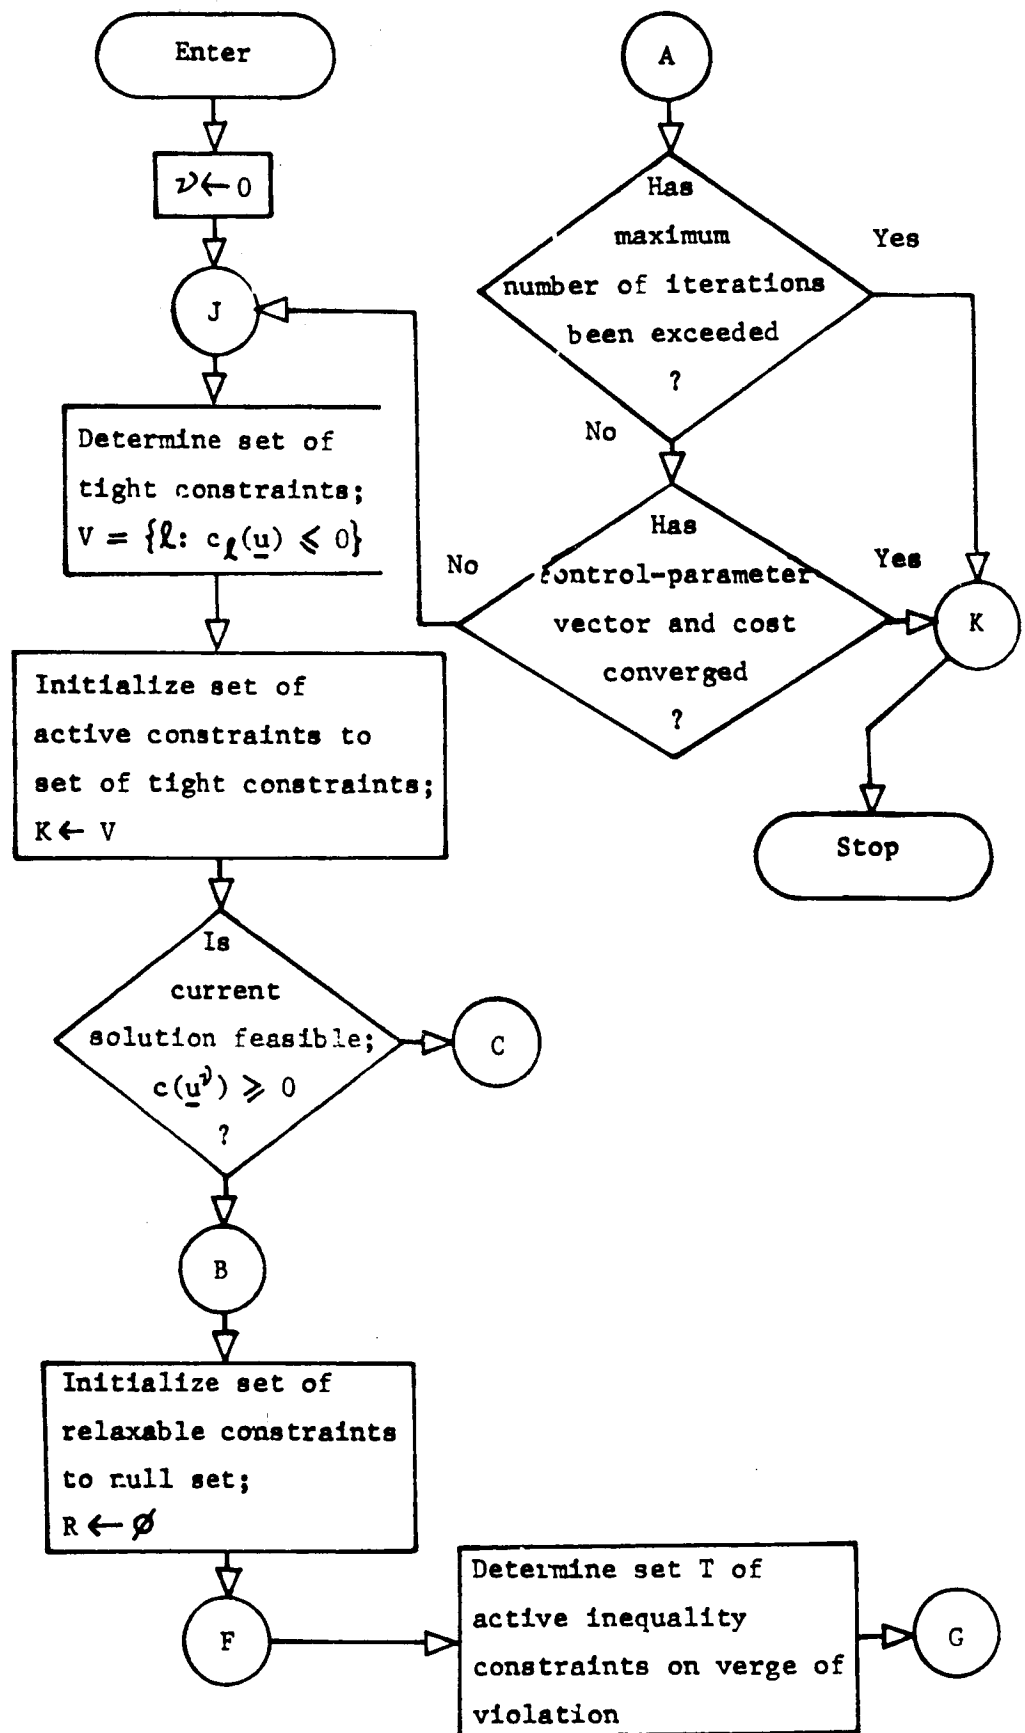 Enter
ν ← 0
J
Determine set of
tight constraints;
V = {ℓ: c_ℓ(u) ⩽ 0}
Initialize set of
active constraints to
set of tight constraints;
K ← V
Is
current
solution feasible;
c(u^ν) ⩾ 0
?
C
B
Initialize set of
relaxable constraints
to null set;
R ← ∅
F
Determine set T of
active inequality
constraints on verge of
violation
G
A
Has
maximum
number of iterations
been exceeded
?
Yes
No
Has
control-parameter
vector and cost
converged
?
No
Yes
K
Stop